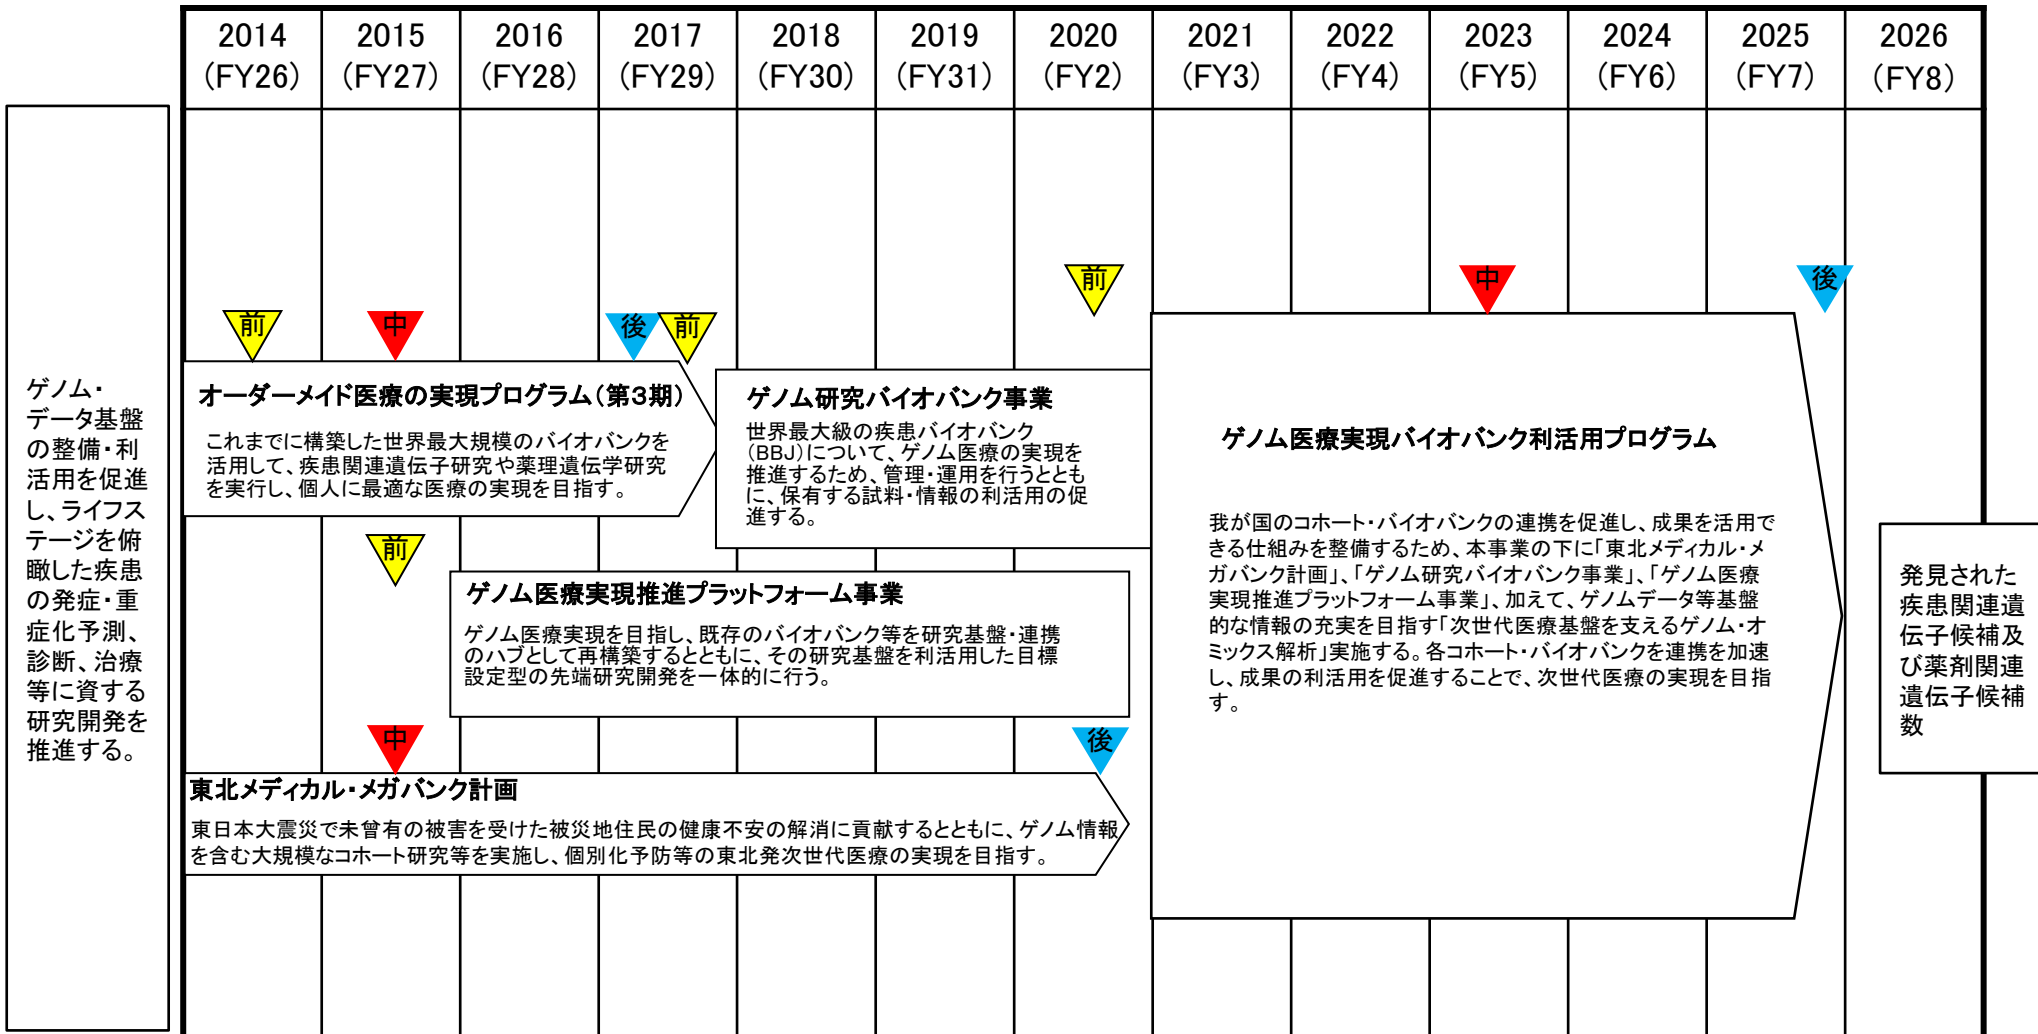 2014
(FY26)
2015
(FY27)
2016
(FY28)
2017
(FY29)
2018
(FY30)
2019
(FY31)
2020
(FY2)
2021
(FY3)
2022
(FY4)
2023
(FY5)
2024
(FY6)
2025
(FY7)
2026
(FY8)
ゲノム・
データ基盤
の整備・利
活用を促進
し、ライフス
テージを俯
瞰した疾患
の発症・重
症化予測、
診断、治療
等に資する
研究開発を
推進する。
前
中
後
前
前
中
後
オーダーメイド医療の実現プログラム(第3期)
これまでに構築した世界最大規模のバイオバンクを
活用して、疾患関連遺伝子研究や薬理遺伝学研究
を実行し、個人に最適な医療の実現を目指す。
ゲノム研究バイオバンク事業
世界最大級の疾患バイオバンク
(BBJ)について、ゲノム医療の実現を
推進するため、管理・運用を行うととも
に、保有する試料・情報の利活用の促
進する。
前
ゲノム医療実現推進プラットフォーム事業
ゲノム医療実現を目指し、既存のバイオバンク等を研究基盤・連携
のハブとして再構築するとともに、その研究基盤を利活用した目標
設定型の先端研究開発を一体的に行う。
中
後
東北メディカル・メガバンク計画
東日本大震災で未曾有の被害を受けた被災地住民の健康不安の解消に貢献するとともに、ゲノム情報
を含む大規模なコホート研究等を実施し、個別化予防等の東北発次世代医療の実現を目指す。
ゲノム医療実現バイオバンク利活用プログラム
我が国のコホート・バイオバンクの連携を促進し、成果を活用で
きる仕組みを整備するため、本事業の下に「東北メディカル・メ
ガバンク計画」、「ゲノム研究バイオバンク事業」、「ゲノム医療
実現推進プラットフォーム事業」、加えて、ゲノムデータ等基盤
的な情報の充実を目指す「次世代医療基盤を支えるゲノム・オ
ミックス解析」実施する。各コホート・バイオバンクを連携を加速
し、成果の利活用を促進することで、次世代医療の実現を目指
す。
発見された
疾患関連遺
伝子候補及
び薬剤関連
遺伝子候補
数